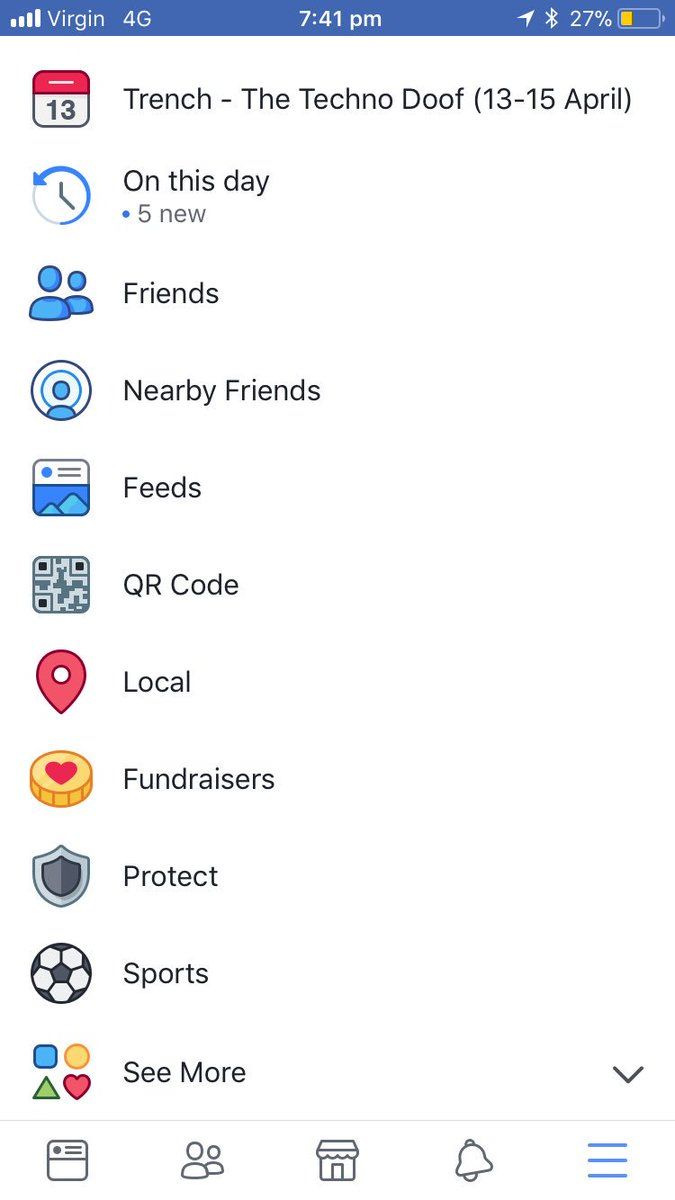 Virgin 4G 7:41 pm 27%
13 Trench - The Techno Doof (13-15 April)
On this day
• 5 new
Friends
Nearby Friends
Feeds
QR Code
Local
Fundraisers
Protect
Sports
See More